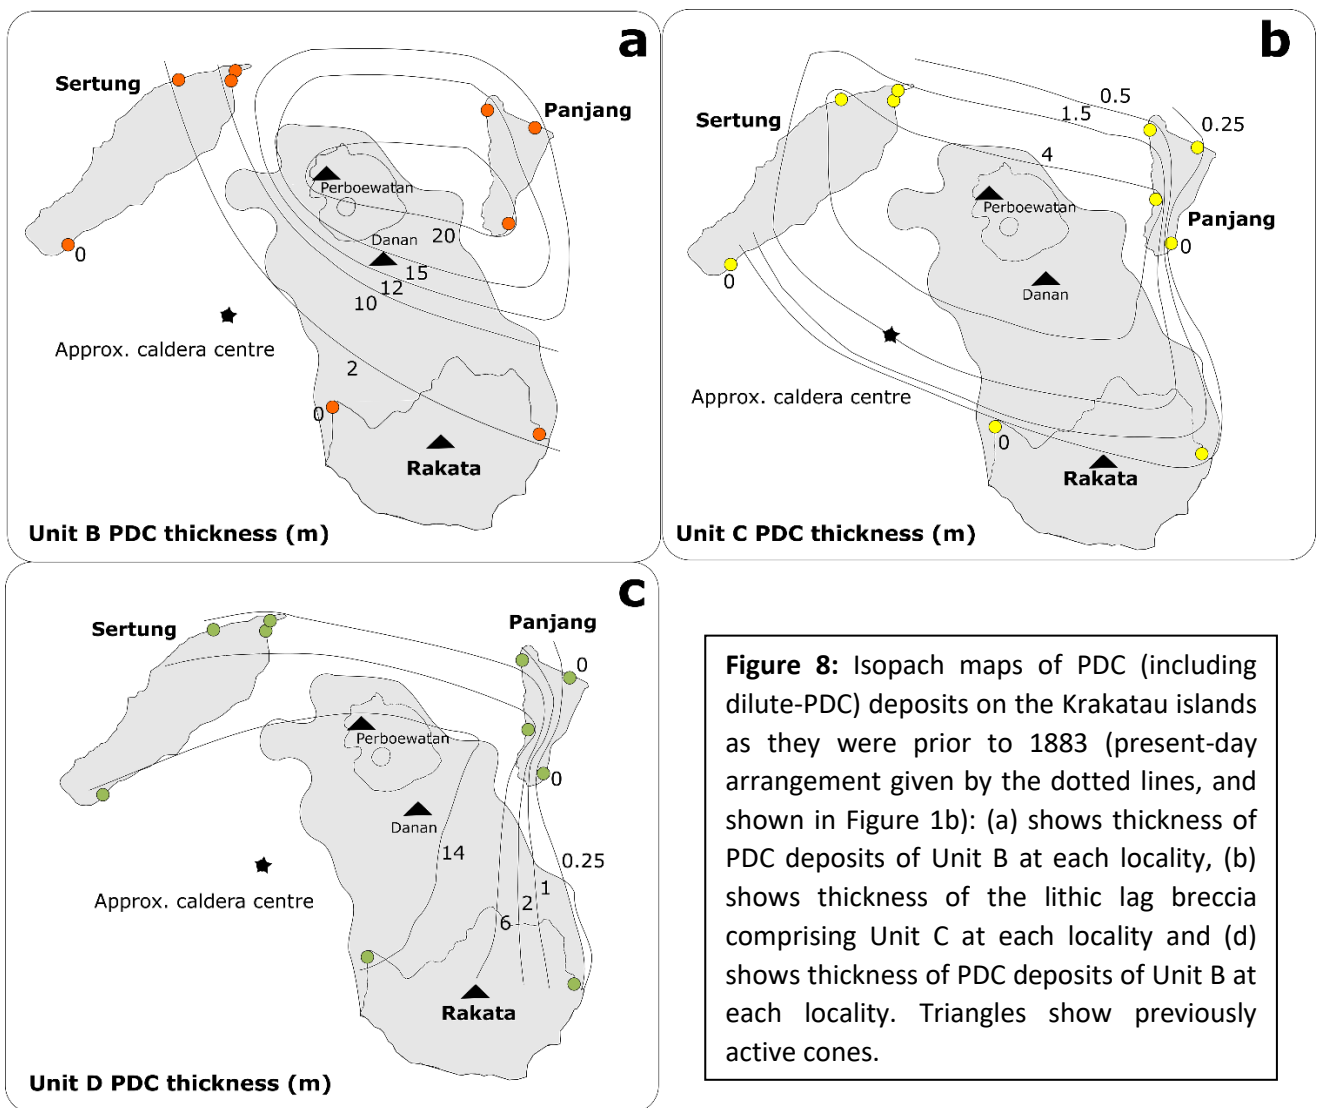 a
Sertung
Panjang
Perboewatan
Danan
20
15
12
10
0
Approx. caldera centre
2
0
Rakata
Unit B PDC thickness (m)
b
Sertung
0.5
1.5
0.25
4
Perboewatan
Panjang
0
0
Danan
Approx. caldera centre
0
Rakata
Unit C PDC thickness (m)
c
Sertung
Panjang
0
Perboewatan
0
Danan
14
0.25
1
2
6
Approx. caldera centre
Rakata
Unit D PDC thickness (m)
Figure 8: Isopach maps of PDC (including
dilute-PDC) deposits on the Krakatau islands
as they were prior to 1883 (present-day
arrangement given by the dotted lines, and
shown in Figure 1b): (a) shows thickness of
PDC deposits of Unit B at each locality, (b)
shows thickness of the lithic lag breccia
comprising Unit C at each locality and (d)
shows thickness of PDC deposits of Unit B at
each locality. Triangles show previously
active cones.